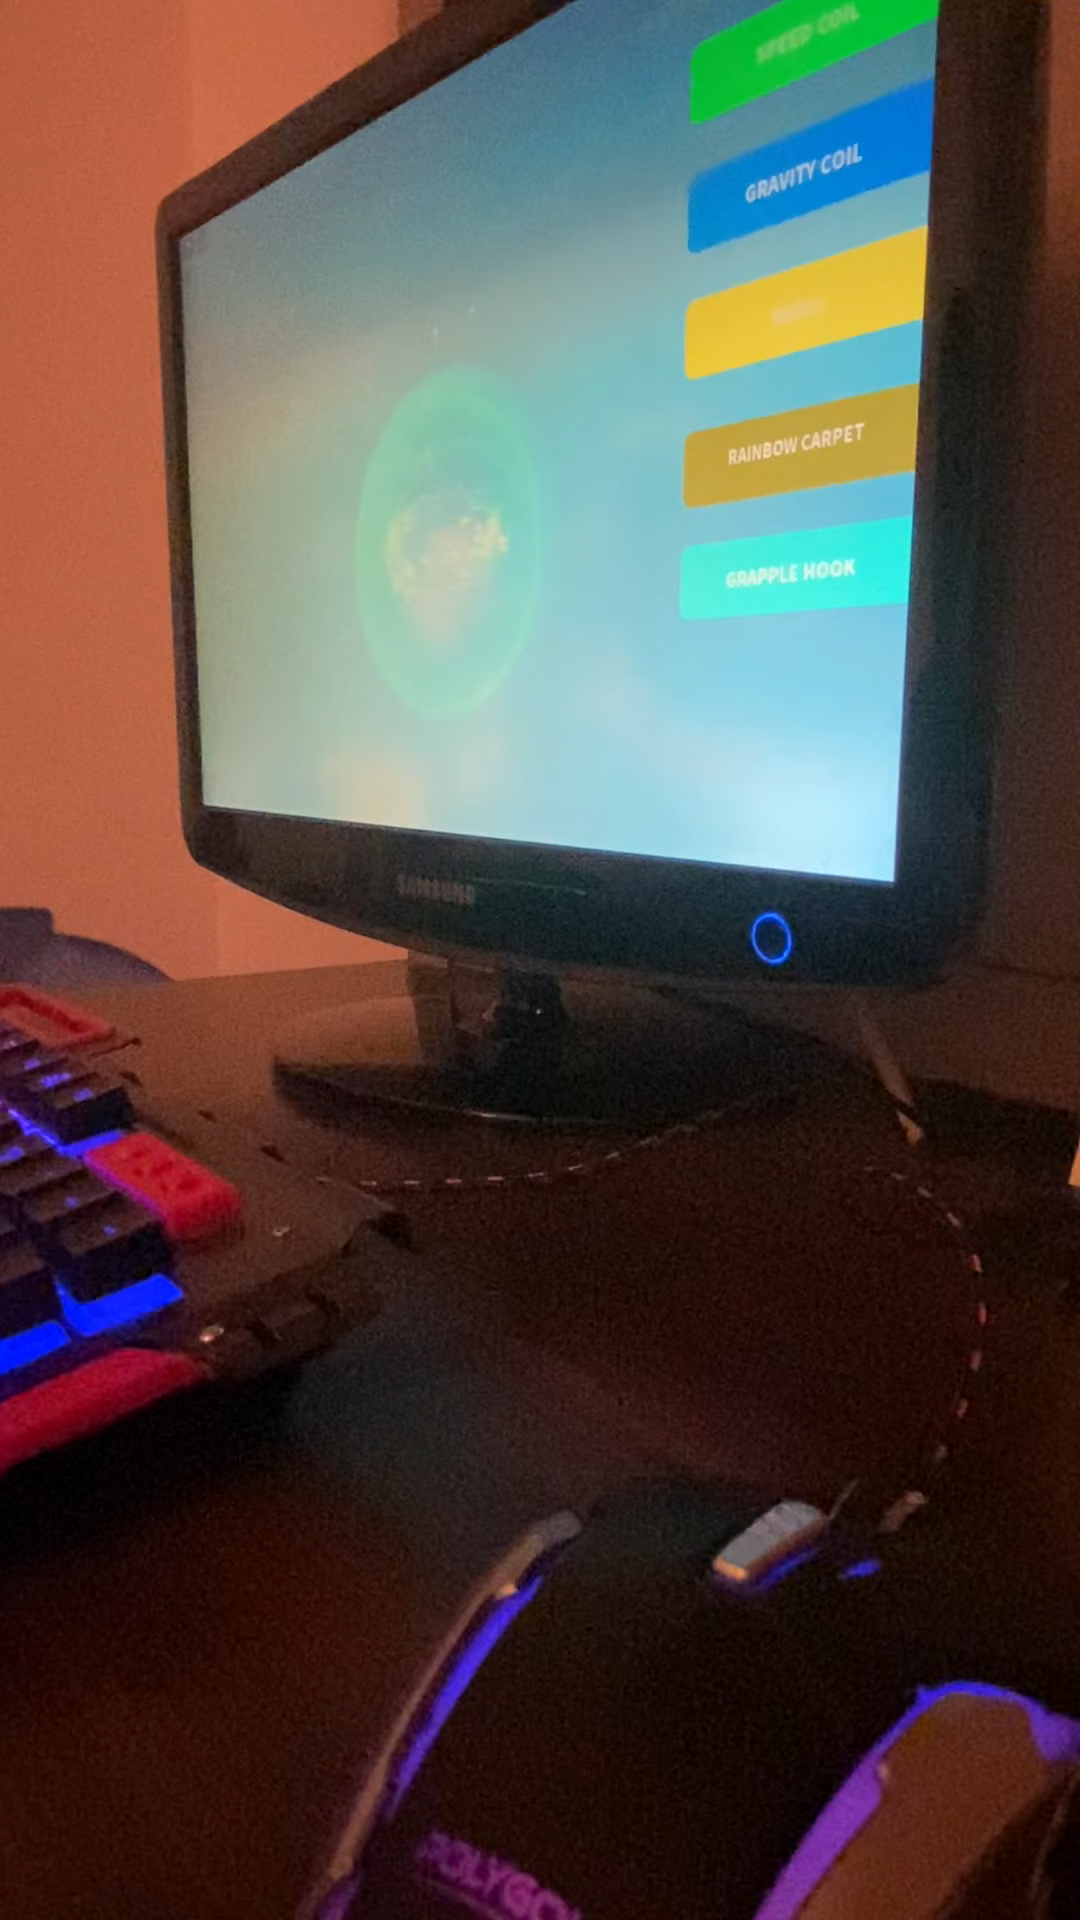 SPEED COIL
GRAVITY COIL
RAINBOW CARPET
GRAPPLE HOOK
SAMSUNG